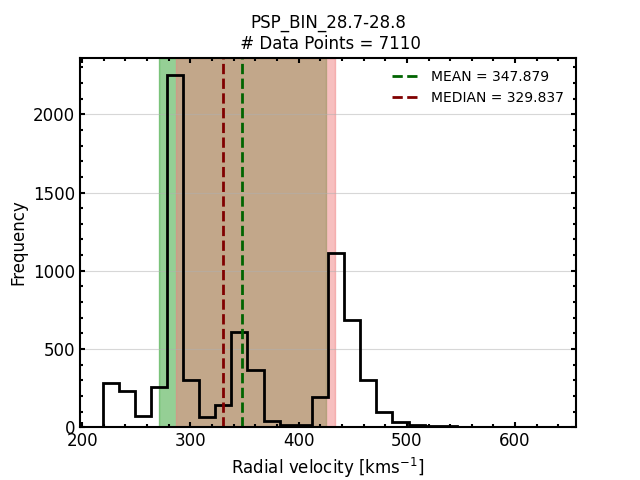 PSP_BIN_28.7-28.8
# Data Points = 7110
MEAN = 347.879
MEDIAN = 329.837
Frequency
2000
1500
1000
500
0
200 300 400 500 600
Radial velocity [kms⁻¹]